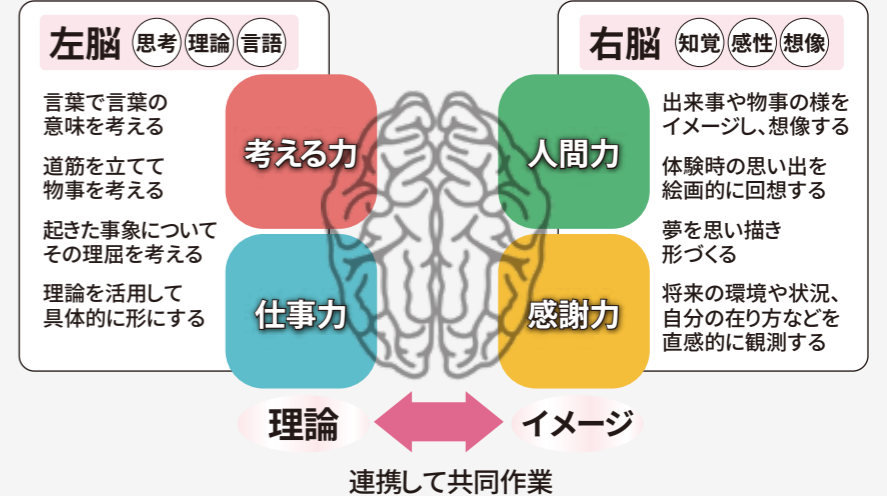 左脳 思考 理論 言語
言葉で言葉の
意味を考える
道筋を立てて
物事を考える
起きた事象について
その理屈を考える
理論を活用して
具体的に形にする
考える力
仕事力
人間力
感謝力
右脳 知覚 感性 想像
出来事や物事の様を
イメージし、想像する
体験時の思い出を
絵画的に回想する
夢を思い描き
形づくる
将来の環境や状況、
自分の在り方などを
直感的に観測する
理論
イメージ
連携して共同作業